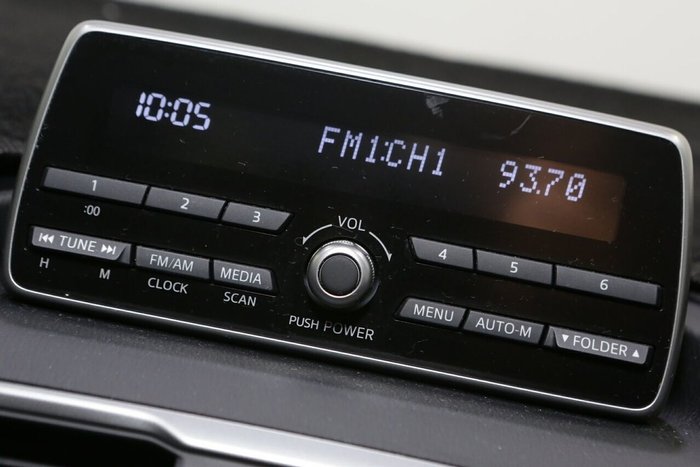 10:05 FM1:CH1 93.70
1 2 3 VOL 4 5 6
:00
⏮ TUNE ⏭ FM/AM MEDIA MENU AUTO-M ▼ FOLDER ▲
H M CLOCK SCAN PUSH POWER